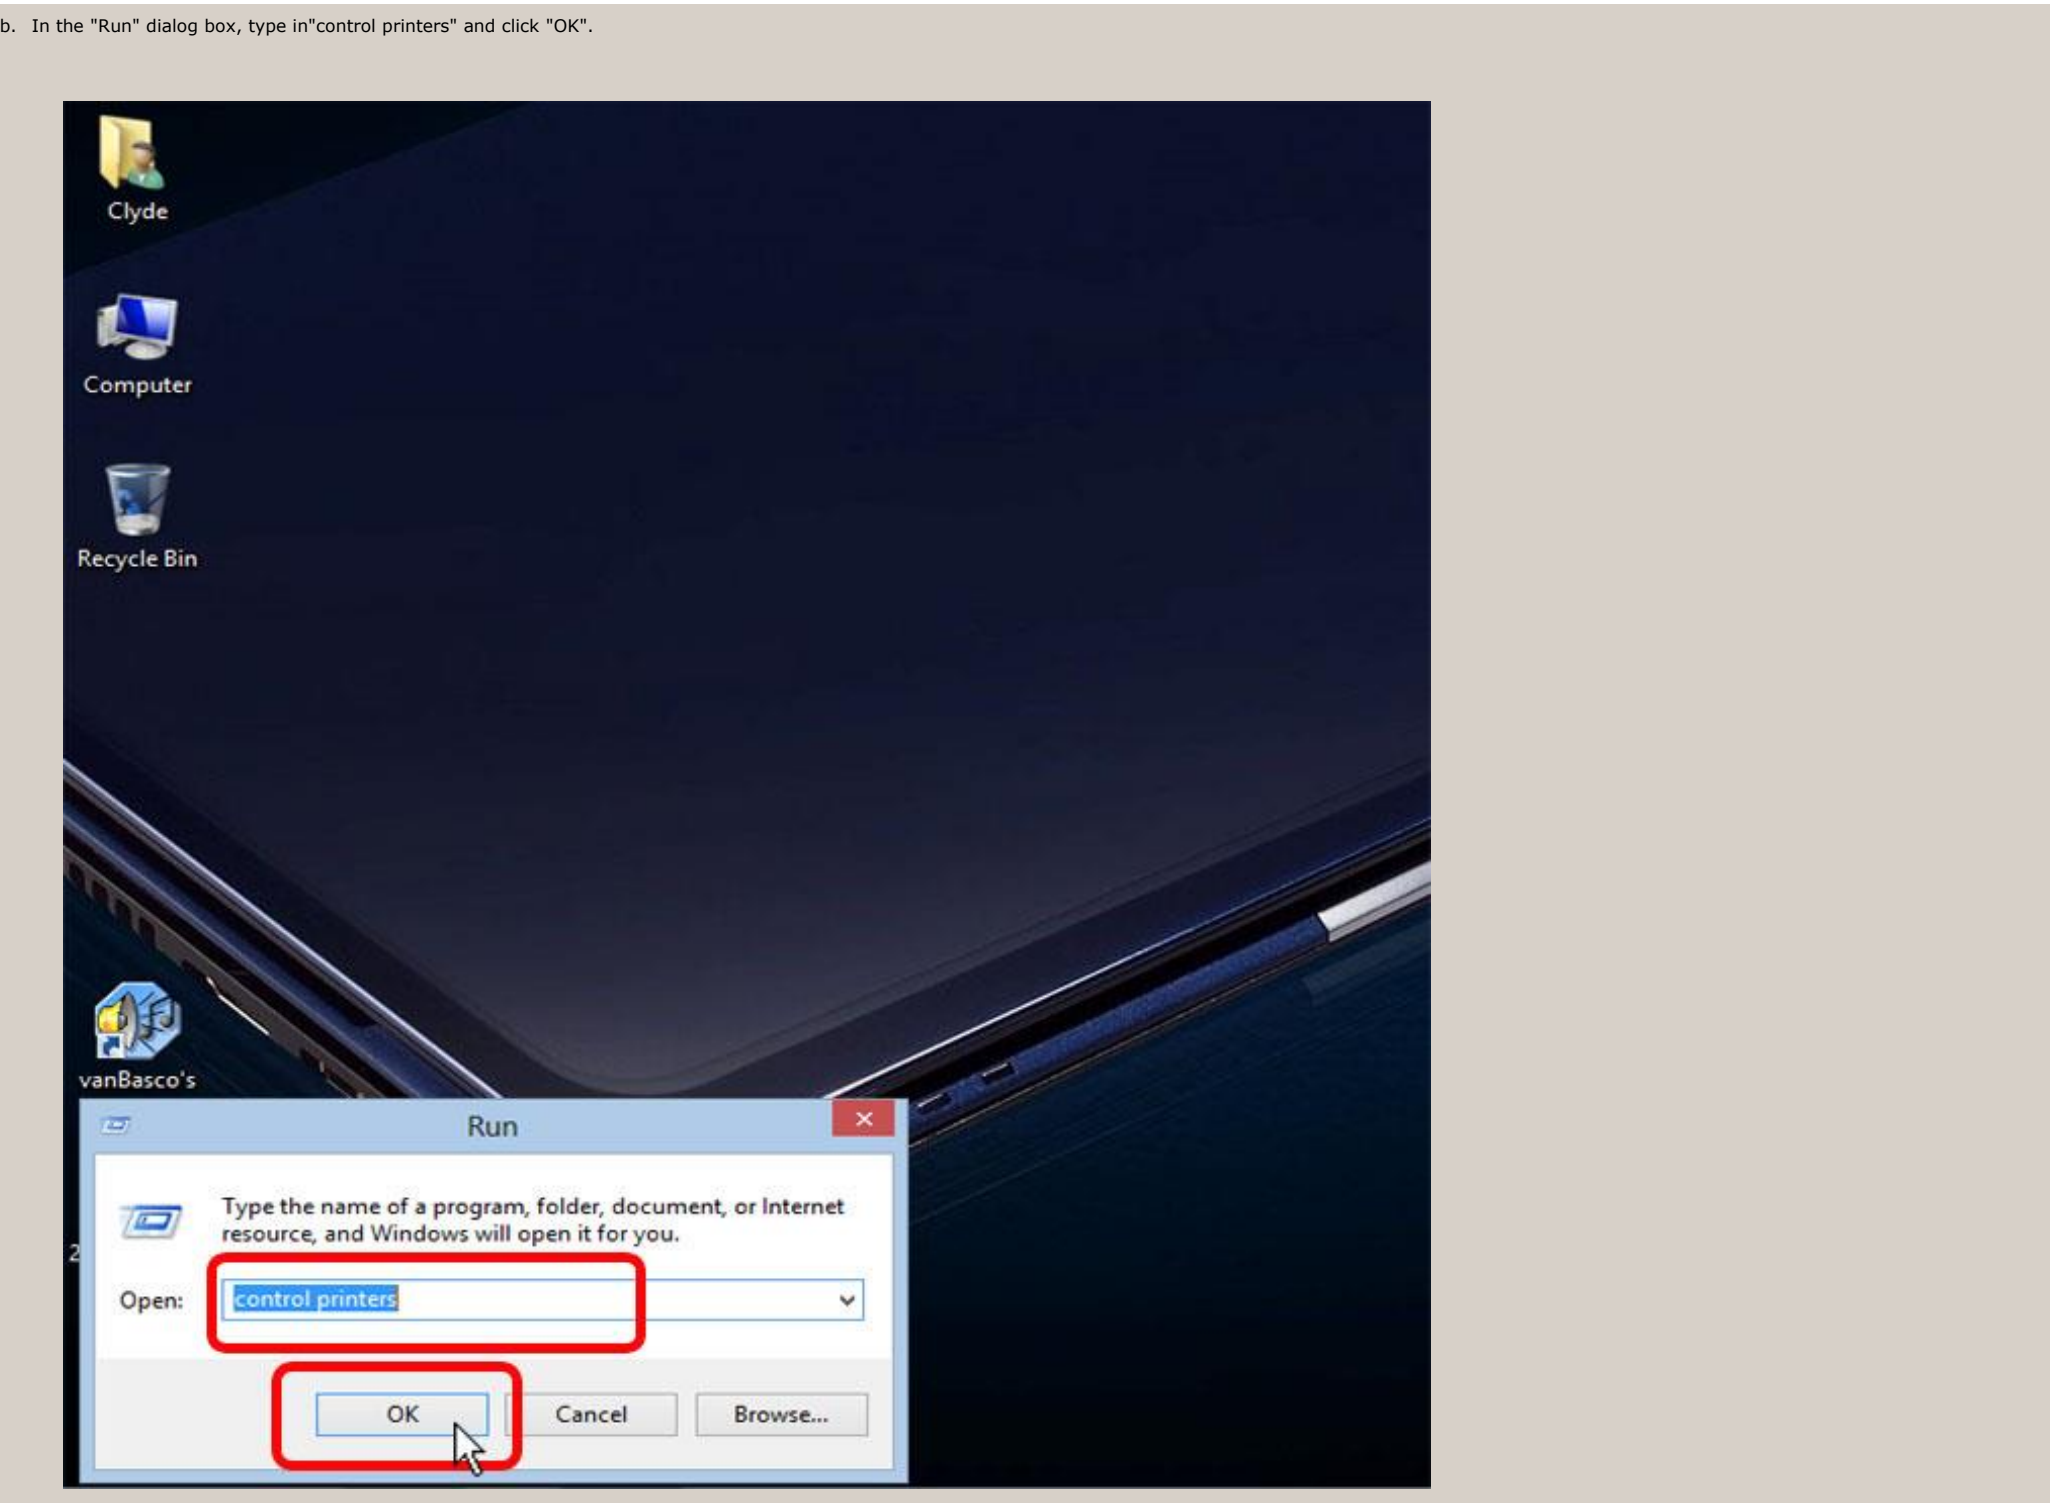 b. In the "Run" dialog box, type in"control printers" and click "OK".
Clyde
Computer
Recycle Bin
vanBasco's
Run
Type the name of a program, folder, document, or Internet
resource, and Windows will open it for you.
2
Open: control printers
OK Cancel Browse...